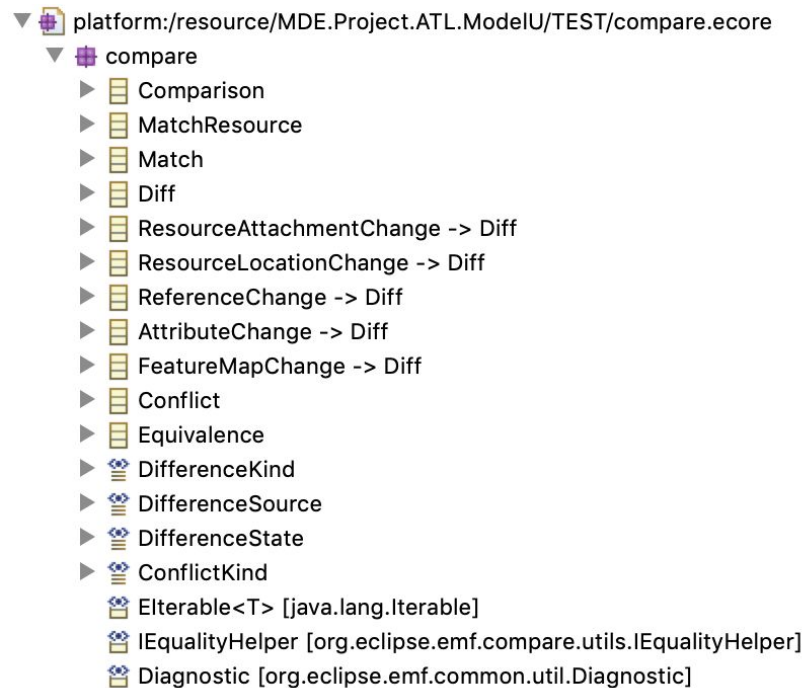 platform:/resource/MDE.Project.ATL.ModelU/TEST/compare.ecore
compare
Comparison
MatchResource
Match
Diff
ResourceAttachmentChange -> Diff
ResourceLocationChange -> Diff
ReferenceChange -> Diff
AttributeChange -> Diff
FeatureMapChange -> Diff
Conflict
Equivalence
DifferenceKind
DifferenceSource
DifferenceState
ConflictKind
EIterable<T> [java.lang.Iterable]
IEqualityHelper [org.eclipse.emf.compare.utils.IEqualityHelper]
Diagnostic [org.eclipse.emf.common.util.Diagnostic]